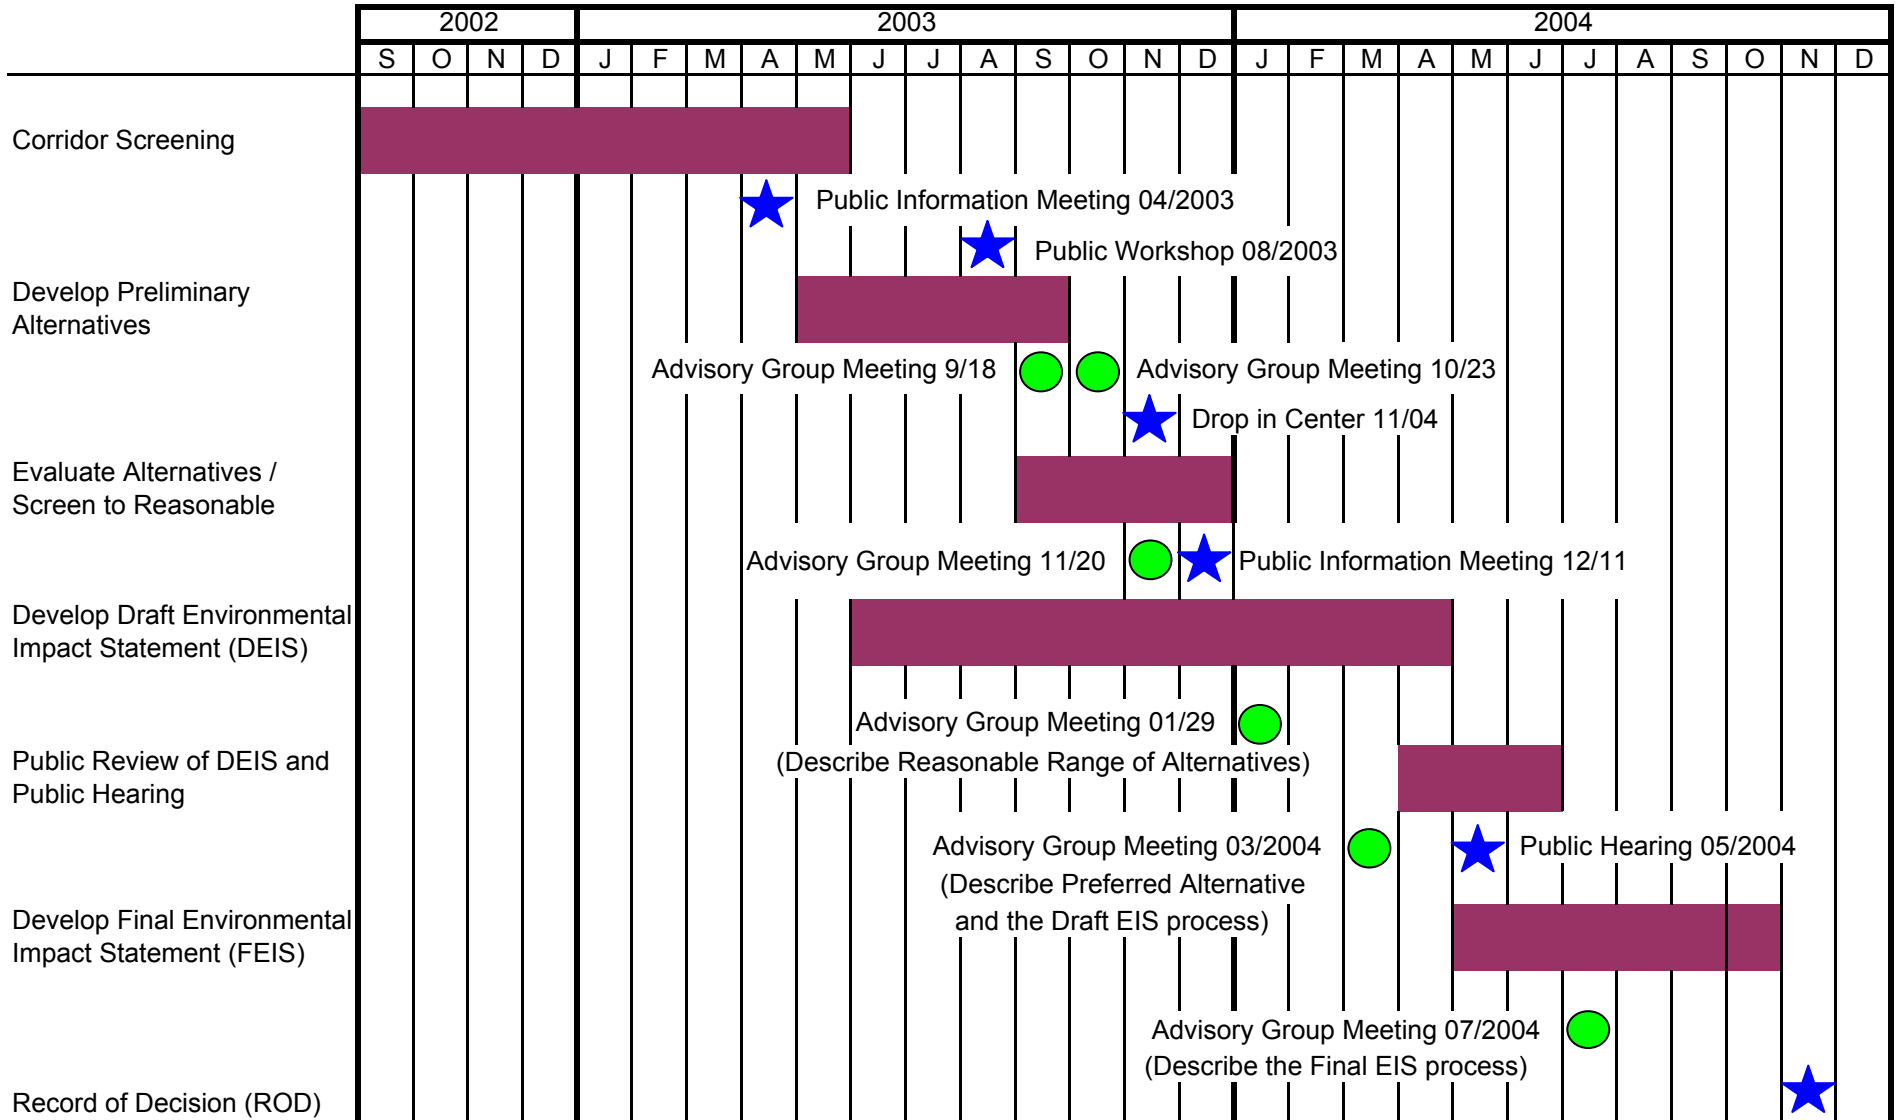 2002 2003 2004
S O N D J F M A M J J A S O N D J F M A M J J A S O N D
Corridor Screening
Public Information Meeting 04/2003
Public Workshop 08/2003
Develop Preliminary
Alternatives
Advisory Group Meeting 9/18 Advisory Group Meeting 10/23
Drop in Center 11/04
Evaluate Alternatives /
Screen to Reasonable
Advisory Group Meeting 11/20 Public Information Meeting 12/11
Develop Draft Environmental
Impact Statement (DEIS)
Advisory Group Meeting 01/29
(Describe Reasonable Range of Alternatives)
Public Review of DEIS and
Public Hearing
Advisory Group Meeting 03/2004 Public Hearing 05/2004
(Describe Preferred Alternative
and the Draft EIS process)
Develop Final Environmental
Impact Statement (FEIS)
Advisory Group Meeting 07/2004
(Describe the Final EIS process)
Record of Decision (ROD)